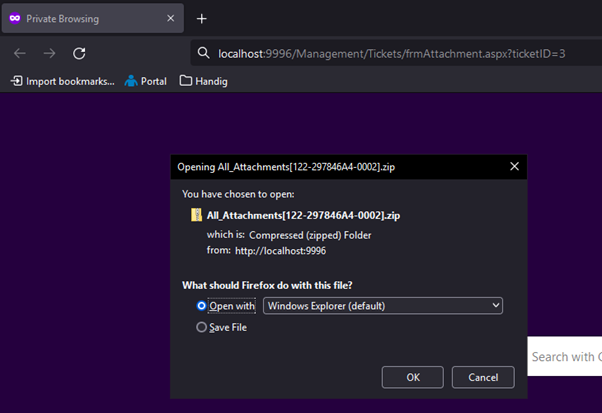 Private Browsing
localhost:9996/Management/Tickets/frmAttachment.aspx?ticketID=3
Import bookmarks... Portal Handig
Opening All_Attachments[122-297846A4-0002].zip
You have chosen to open:
All_Attachments[122-297846A4-0002].zip
which is: Compressed (zipped) Folder
from: http://localhost:9996
What should Firefox do with this file?
Open with Windows Explorer (default)
Save File
Search with
OK Cancel